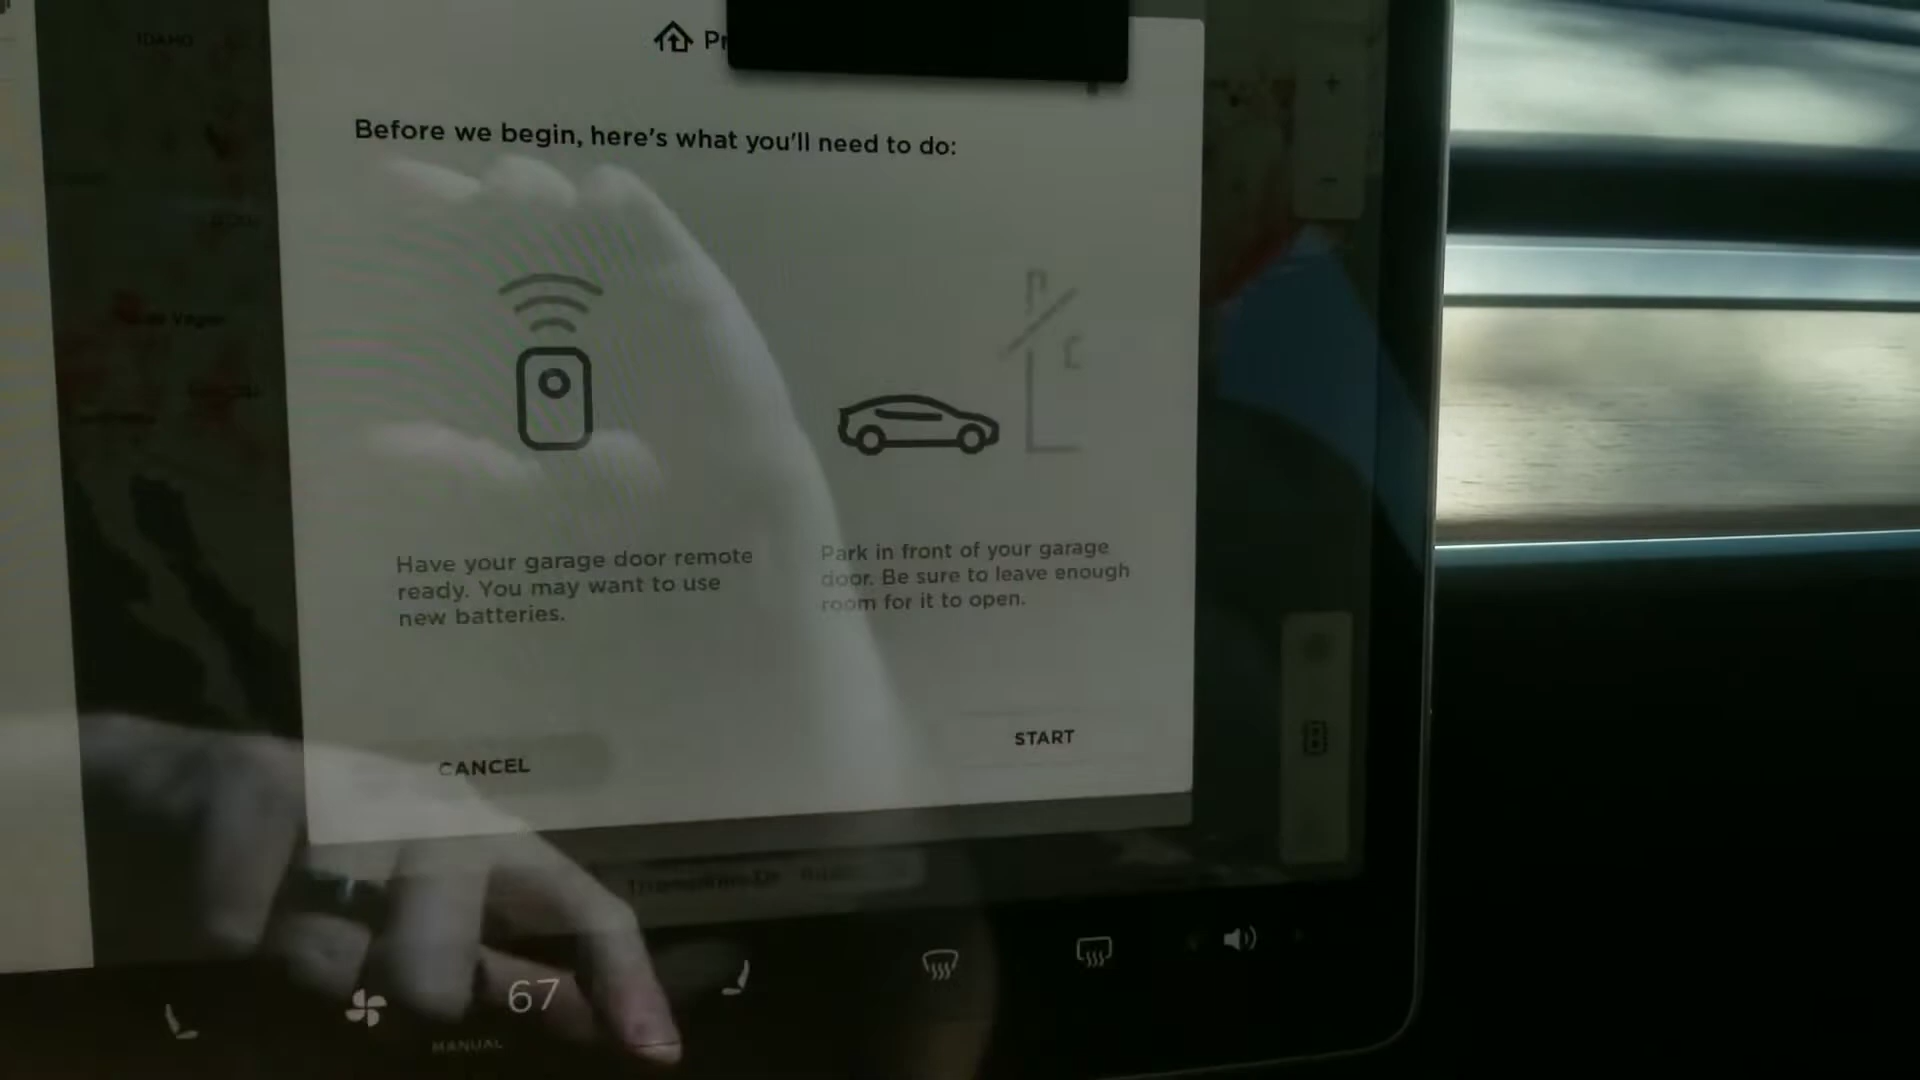 IDAHO
Before we begin, here's what you'll need to do:
Have your garage door remote
ready. You may want to use
new batteries.
Park in front of your garage
door. Be sure to leave enough
room for it to open.
CANCEL
START
67
MANUAL